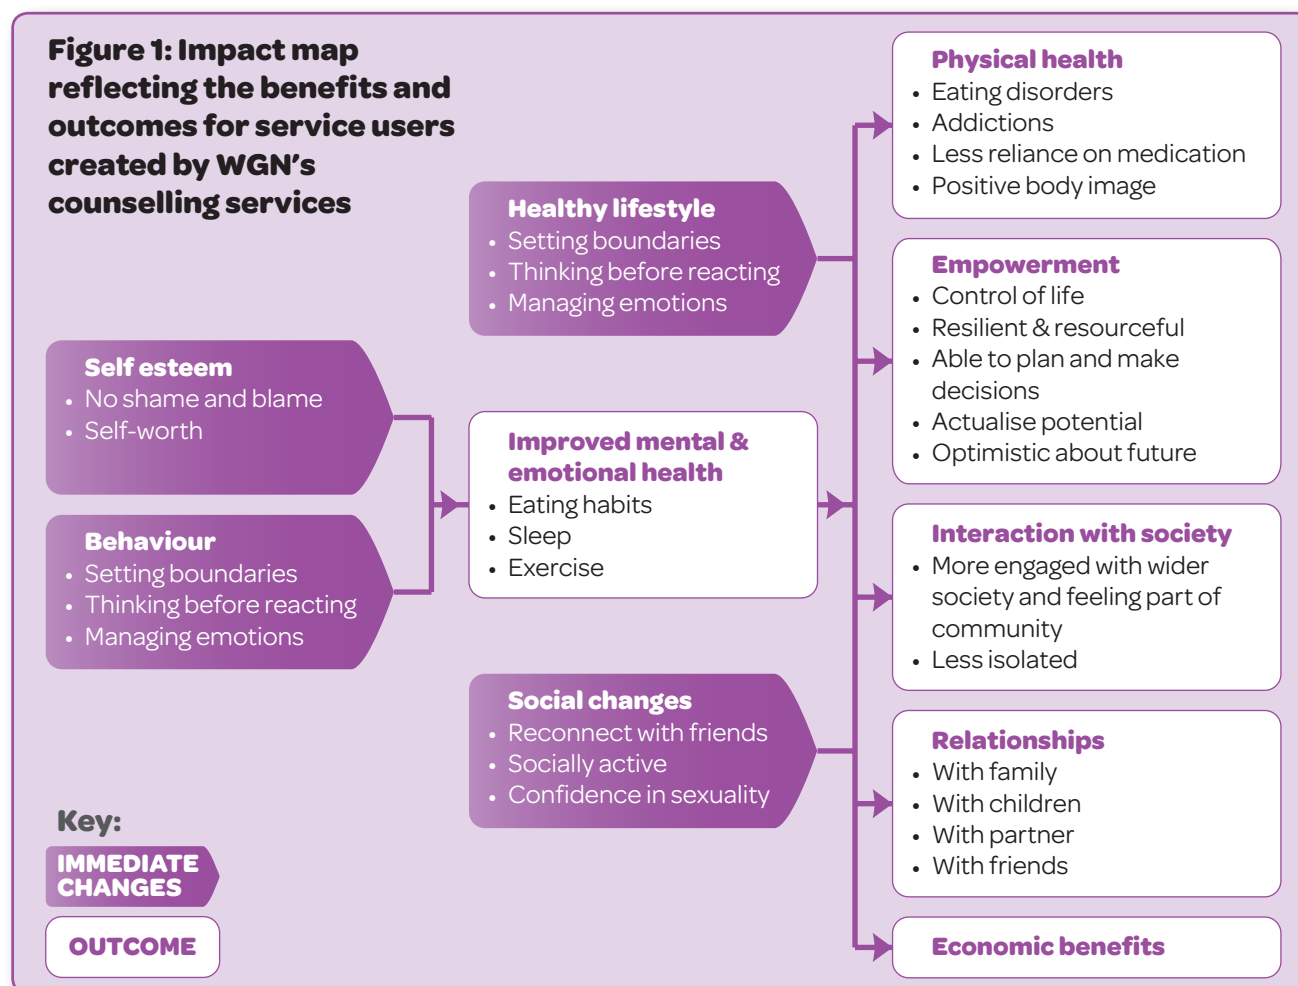 Figure 1: Impact map
reflecting the benefits and
outcomes for service users
created by WGN's
counselling services
Self esteem
• No shame and blame
• Self-worth
Behaviour
• Setting boundaries
• Thinking before reacting
• Managing emotions
Key:
IMMEDIATE
CHANGES
OUTCOME
Healthy lifestyle
• Setting boundaries
• Thinking before reacting
• Managing emotions
Improved mental &
emotional health
• Eating habits
• Sleep
• Exercise
Social changes
• Reconnect with friends
• Socially active
• Confidence in sexuality
Physical health
• Eating disorders
• Addictions
• Less reliance on medication
• Positive body image
Empowerment
• Control of life
• Resilient & resourceful
• Able to plan and make
decisions
• Actualise potential
• Optimistic about future
Interaction with society
• More engaged with wider
society and feeling part of
community
• Less isolated
Relationships
• With family
• With children
• With partner
• With friends
Economic benefits